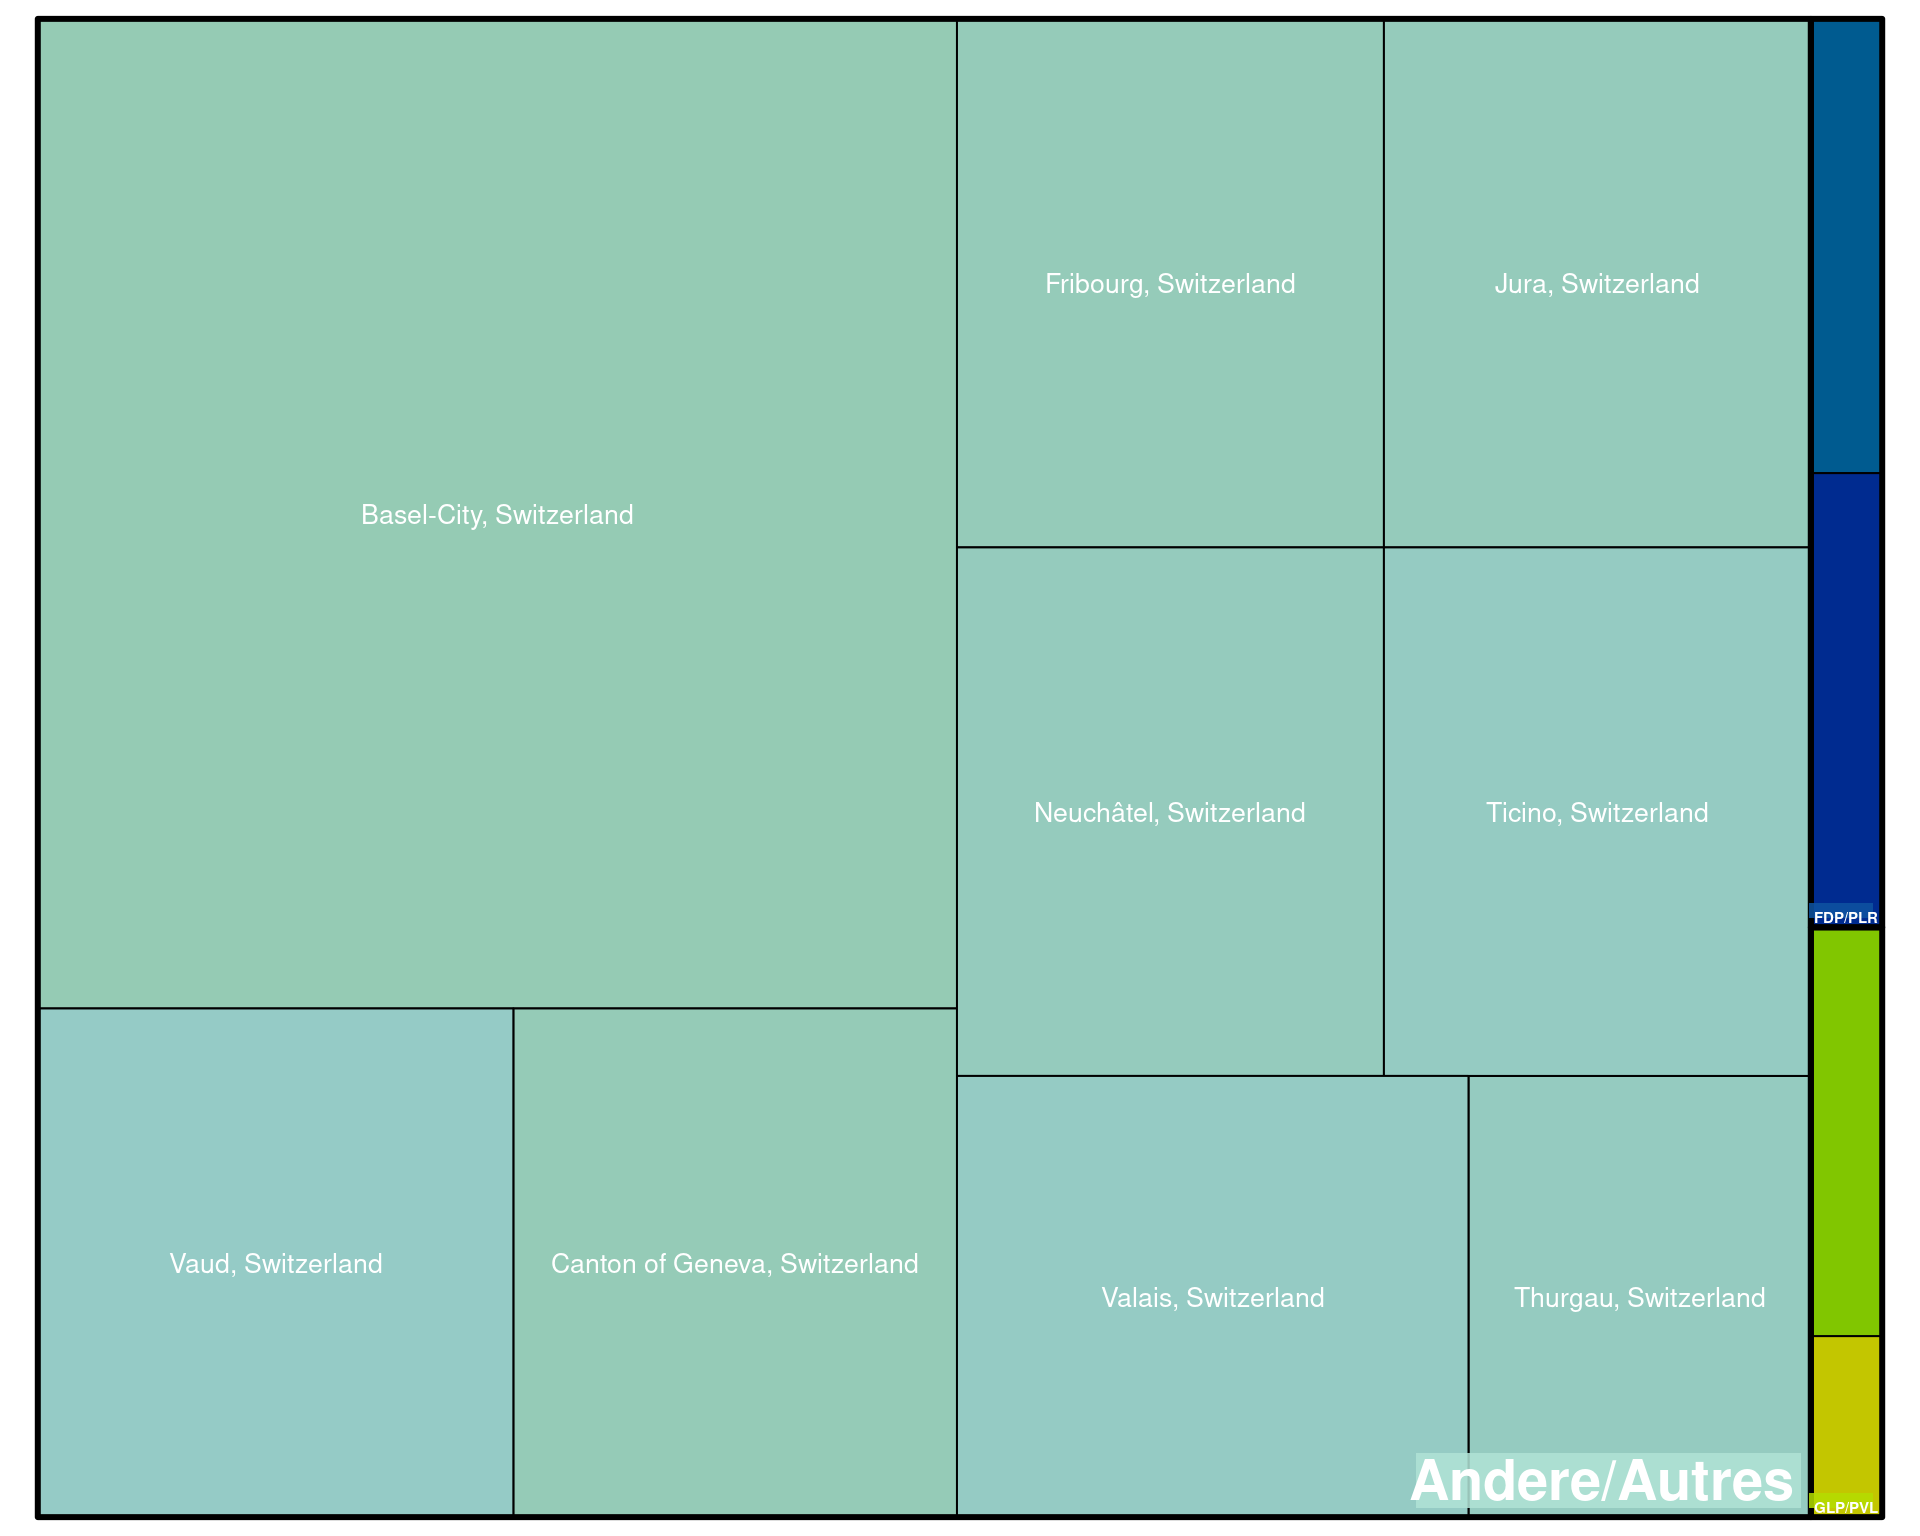 Basel-City, Switzerland
Fribourg, Switzerland
Jura, Switzerland
Neuchâtel, Switzerland
Ticino, Switzerland
FDP/PLR
Vaud, Switzerland
Canton of Geneva, Switzerland
Valais, Switzerland
Thurgau, Switzerland
Andere/Autres
GLP/PVL